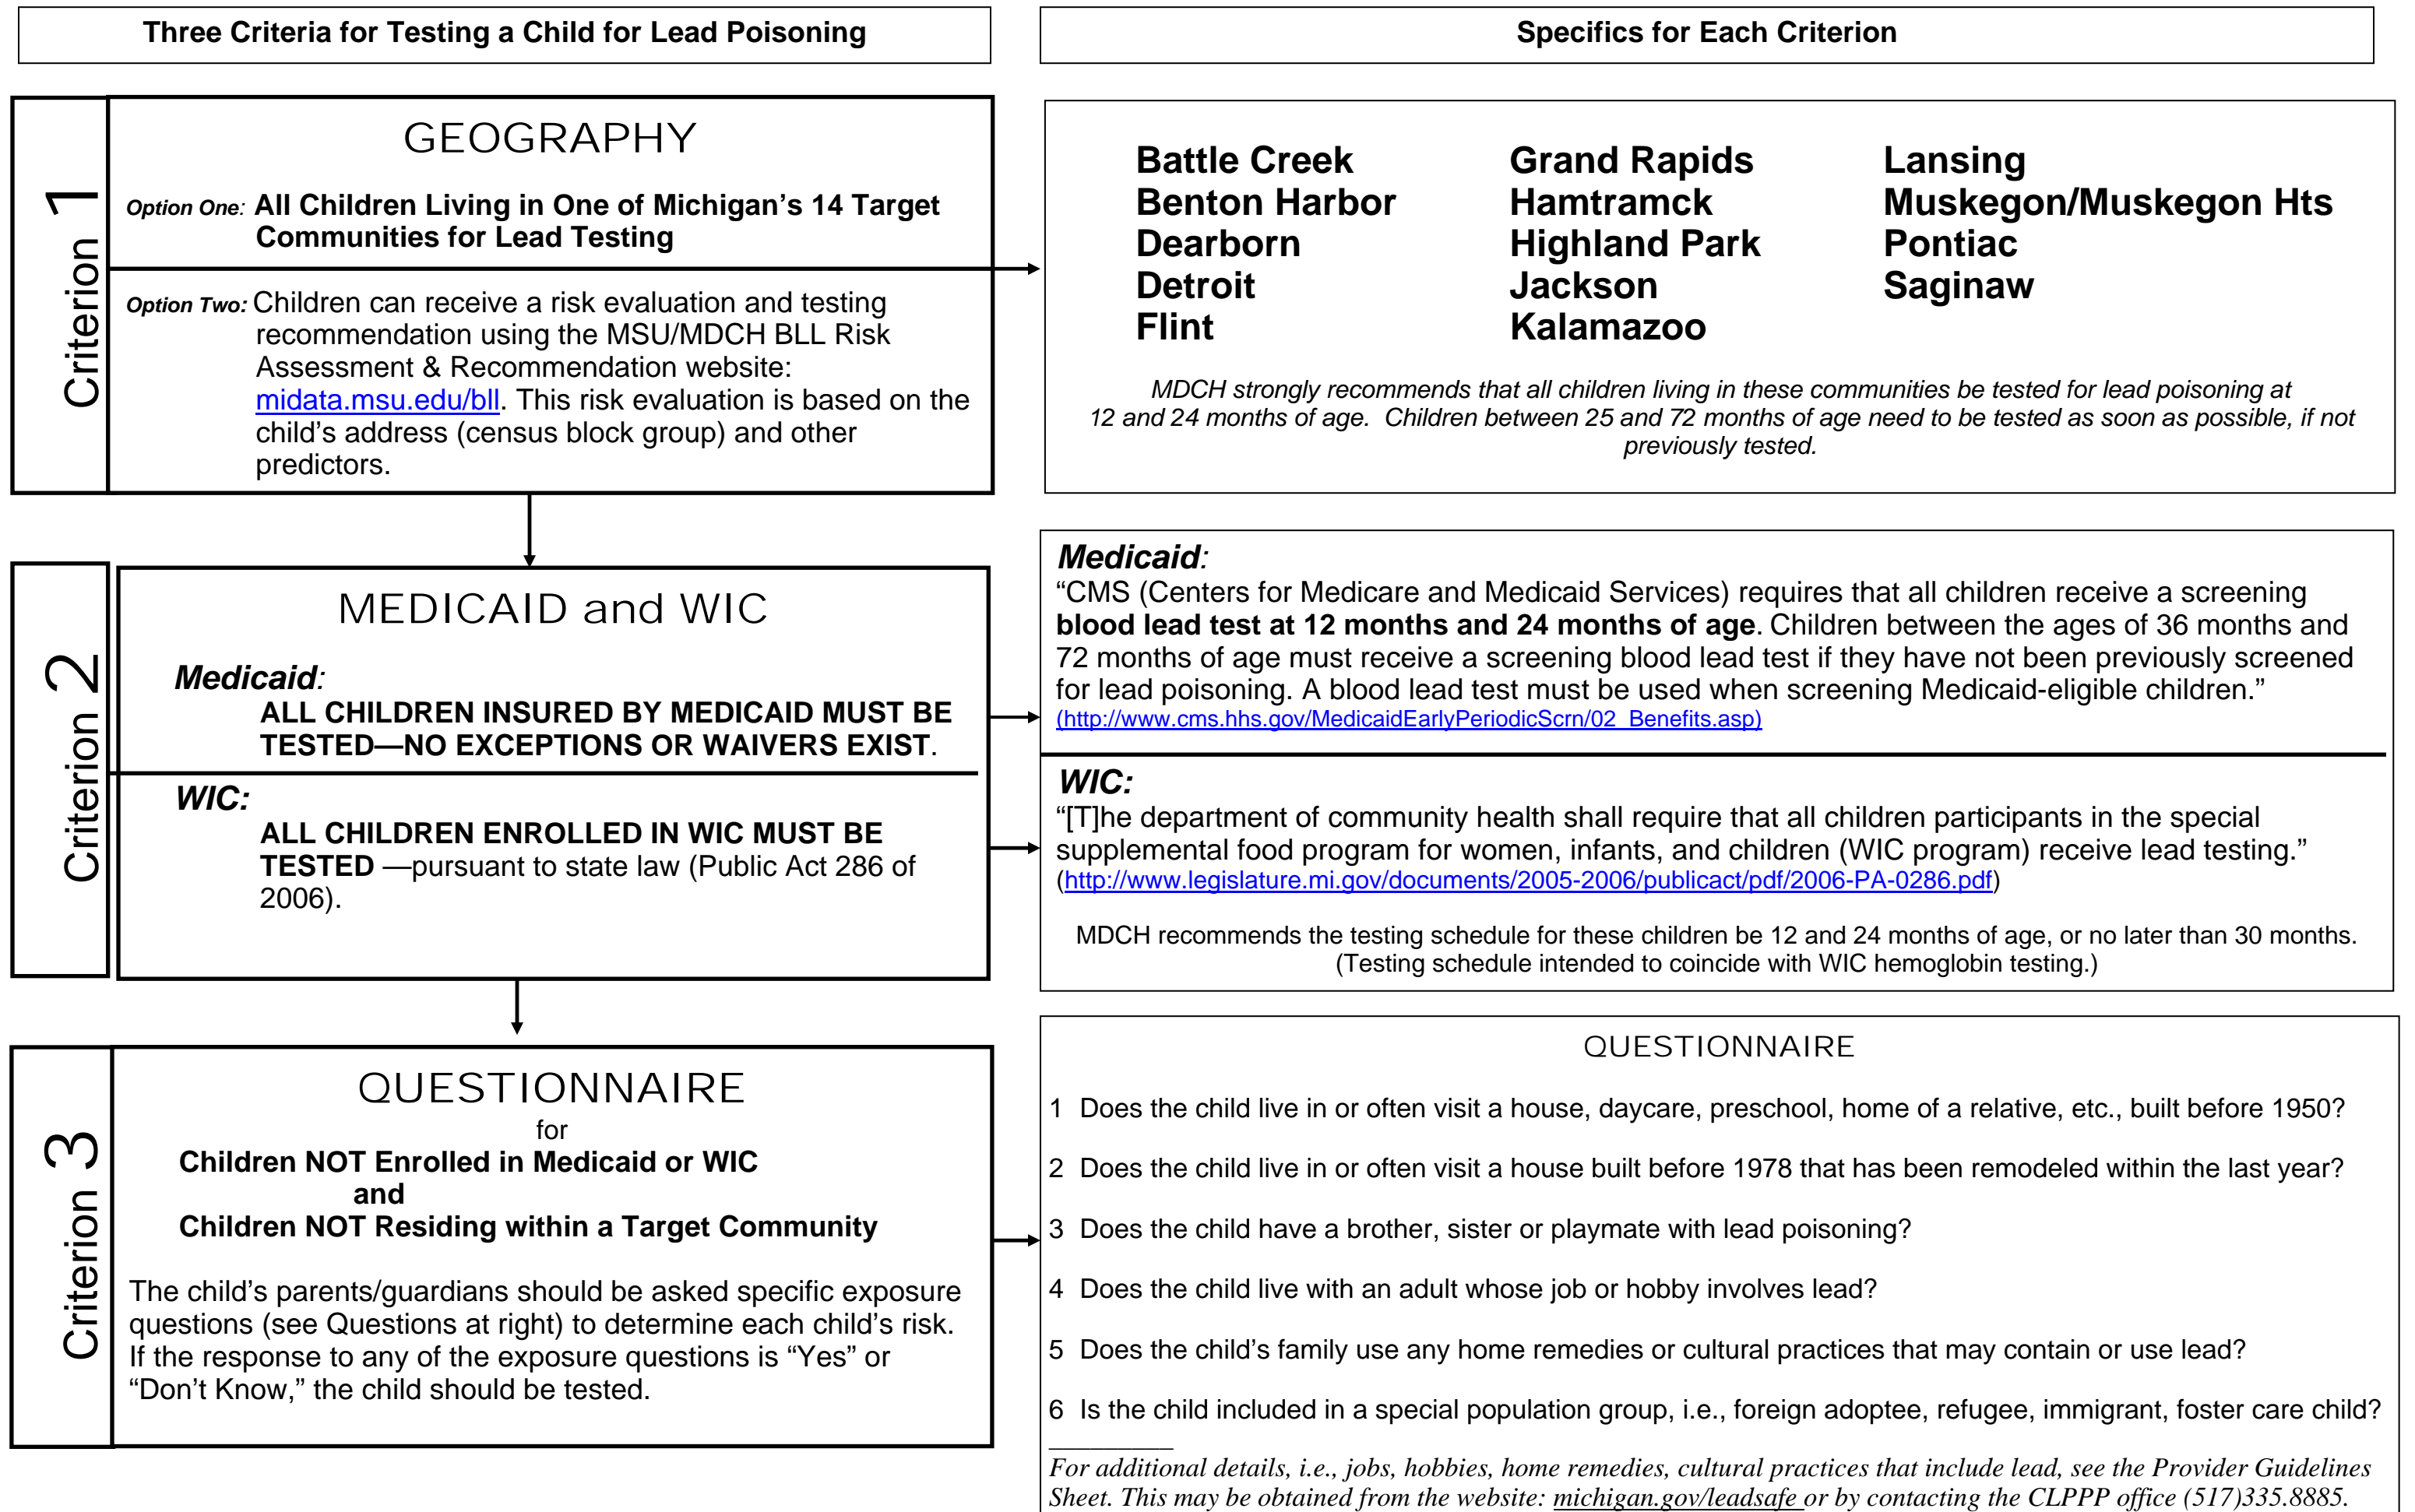 Three Criteria for Testing a Child for Lead Poisoning
Specifics for Each Criterion
Criterion 1
GEOGRAPHY
Option One: All Children Living in One of Michigan’s 14 Target
Communities for Lead Testing
Option Two: Children can receive a risk evaluation and testing
recommendation using the MSU/MDCH BLL Risk
Assessment & Recommendation website:
midata.msu.edu/bll. This risk evaluation is based on the
child’s address (census block group) and other
predictors.
Battle Creek
Benton Harbor
Dearborn
Detroit
Flint
Grand Rapids
Hamtramck
Highland Park
Jackson
Kalamazoo
Lansing
Muskegon/Muskegon Hts
Pontiac
Saginaw
MDCH strongly recommends that all children living in these communities be tested for lead poisoning at
12 and 24 months of age.  Children between 25 and 72 months of age need to be tested as soon as possible, if not
previously tested.
Criterion 2
MEDICAID and WIC
Medicaid:
ALL CHILDREN INSURED BY MEDICAID MUST BE
TESTED—NO EXCEPTIONS OR WAIVERS EXIST.
WIC:
ALL CHILDREN ENROLLED IN WIC MUST BE
TESTED —pursuant to state law (Public Act 286 of
2006).
Medicaid:
“CMS (Centers for Medicare and Medicaid Services) requires that all children receive a screening
blood lead test at 12 months and 24 months of age. Children between the ages of 36 months and
72 months of age must receive a screening blood lead test if they have not been previously screened
for lead poisoning. A blood lead test must be used when screening Medicaid-eligible children.”
(http://www.cms.hhs.gov/MedicaidEarlyPeriodicScrn/02_Benefits.asp)
WIC:
“[T]he department of community health shall require that all children participants in the special
supplemental food program for women, infants, and children (WIC program) receive lead testing.”
(http://www.legislature.mi.gov/documents/2005-2006/publicact/pdf/2006-PA-0286.pdf)
MDCH recommends the testing schedule for these children be 12 and 24 months of age, or no later than 30 months.
(Testing schedule intended to coincide with WIC hemoglobin testing.)
Criterion 3
QUESTIONNAIRE
for
Children NOT Enrolled in Medicaid or WIC
and
Children NOT Residing within a Target Community
The child’s parents/guardians should be asked specific exposure
questions (see Questions at right) to determine each child’s risk.
If the response to any of the exposure questions is “Yes” or
“Don’t Know,” the child should be tested.
QUESTIONNAIRE
1 Does the child live in or often visit a house, daycare, preschool, home of a relative, etc., built before 1950?
2 Does the child live in or often visit a house built before 1978 that has been remodeled within the last year?
3 Does the child have a brother, sister or playmate with lead poisoning?
4 Does the child live with an adult whose job or hobby involves lead?
5 Does the child’s family use any home remedies or cultural practices that may contain or use lead?
6 Is the child included in a special population group, i.e., foreign adoptee, refugee, immigrant, foster care child?
For additional details, i.e., jobs, hobbies, home remedies, cultural practices that include lead, see the Provider Guidelines
Sheet. This may be obtained from the website: michigan.gov/leadsafe or by contacting the CLPPP office (517)335.8885.